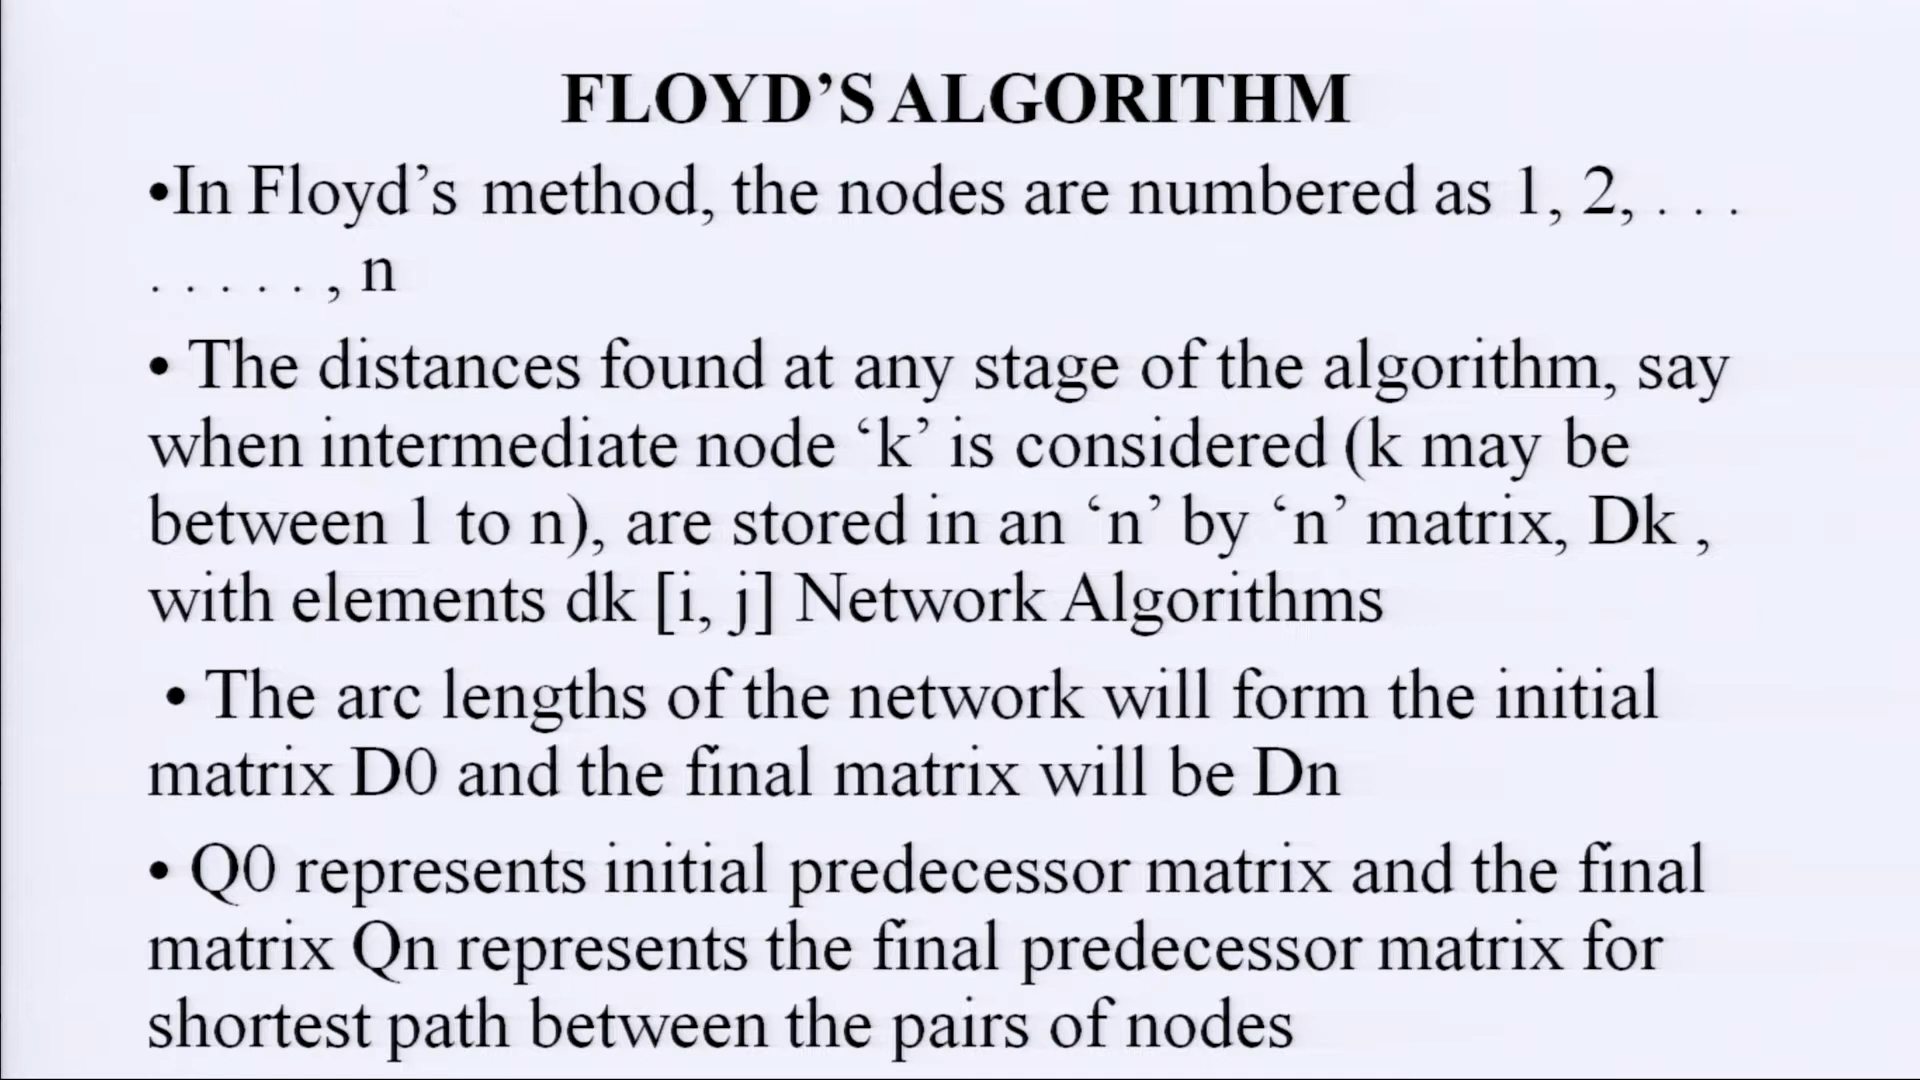 FLOYD’S ALGORITHM
•In Floyd’s method, the nodes are numbered as 1, 2, . . .
. . . . . , n
• The distances found at any stage of the algorithm, say
when intermediate node ‘k’ is considered (k may be
between 1 to n), are stored in an ‘n’ by ‘n’ matrix, Dk ,
with elements dk [i, j] Network Algorithms
• The arc lengths of the network will form the initial
matrix D0 and the final matrix will be Dn
• Q0 represents initial predecessor matrix and the final
matrix Qn represents the final predecessor matrix for
shortest path between the pairs of nodes